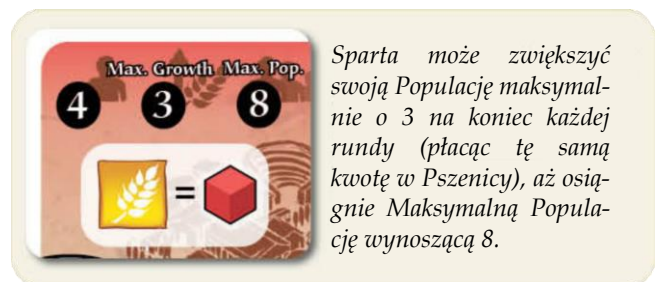 Max. Growth Max. Pop.
4 3 8
=
Sparta może zwiększyć
swoją Populację maksymal-
nie o 3 na koniec każdej
rundy (płacąc tę samą
kwotę w Pszenicy), aż osią-
gnie Maksymalną Popula-
cję wynoszącą 8.